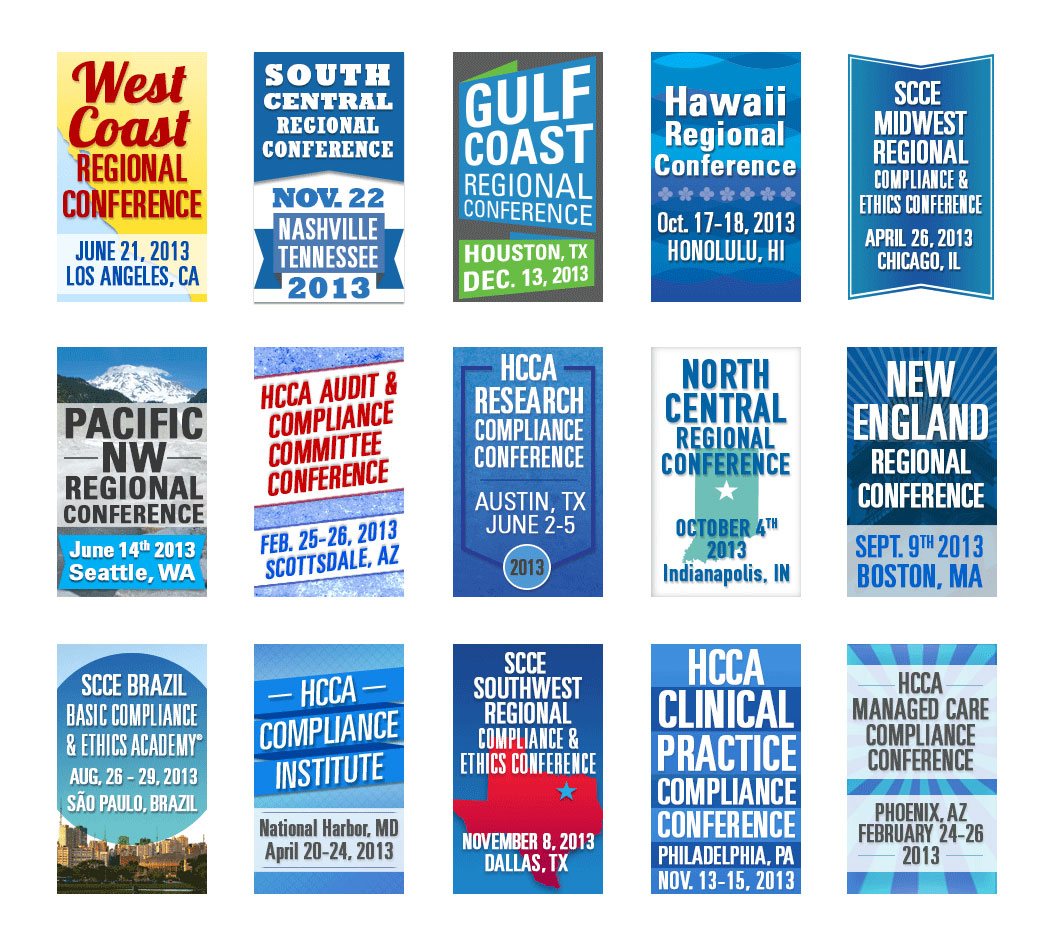 West
Coast
REGIONAL
CONFERENCE
JUNE 21, 2013
LOS ANGELES, CA
SOUTH
CENTRAL
REGIONAL
CONFERENCE
NOV. 22
NASHVILLE
TENNESSEE
2013
GULF
COAST
REGIONAL
CONFERENCE
HOUSTON, TX
DEC. 13, 2013
Hawaii
Regional
Conference
Oct. 17-18, 2013
HONOLULU, HI
SCCE
MIDWEST
REGIONAL
COMPLIANCE &
ETHICS CONFERENCE
APRIL 26, 2013
CHICAGO, IL
PACIFIC
NW
REGIONAL
CONFERENCE
June 14th 2013
Seattle, WA
HCCA AUDIT &
COMPLIANCE
COMMITTEE
CONFERENCE
FEB. 25-26, 2013
SCOTTSDALE, AZ
HCCA
RESEARCH
COMPLIANCE
CONFERENCE
AUSTIN, TX
JUNE 2-5
2013
NORTH
CENTRAL
REGIONAL
CONFERENCE
OCTOBER 4TH
2013
Indianapolis, IN
NEW
ENGLAND
REGIONAL
CONFERENCE
SEPT. 9TH 2013
BOSTON, MA
SCCE BRAZIL
BASIC COMPLIANCE
& ETHICS ACADEMY®
AUG, 26 - 29, 2013
SÃO PAULO, BRAZIL
HCCA
COMPLIANCE
INSTITUTE
National Harbor, MD
April 20-24, 2013
SCCE
SOUTHWEST
REGIONAL
COMPLIANCE &
ETHICS CONFERENCE
NOVEMBER 8, 2013
DALLAS, TX
HCCA
CLINICAL
PRACTICE
COMPLIANCE
CONFERENCE
PHILADELPHIA, PA
NOV. 13-15, 2013
HCCA
MANAGED CARE
COMPLIANCE
CONFERENCE
PHOENIX, AZ
FEBRUARY 24-26
2013